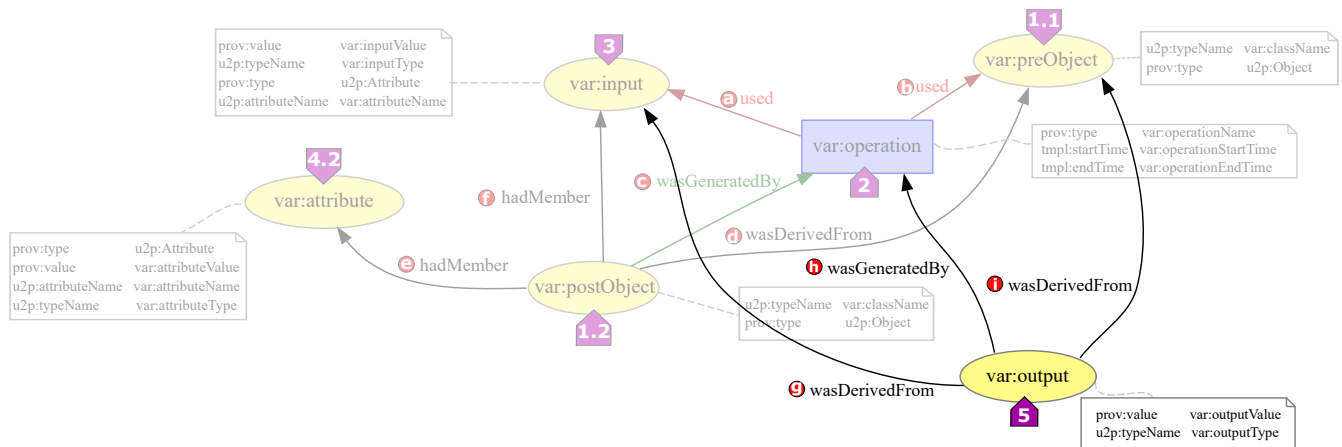 1.1
3
prov:value var:inputValue
u2p:typeName var:inputType
prov:type u2p:Attribute
u2p:attributeName var:attributeName
var:input
var:preObject
u2p:typeName var:className
prov:type u2p:Object
a used
b used
var:operation
prov:type var:operationName
tmpl:startTime var:operationStartTime
tmpl:endTime var:operationEndTime
2
4.2
var:attribute
f hadMember
c wasGeneratedBy
d wasDerivedFrom
prov:type u2p:Attribute
prov:value var:attributeValue
u2p:attributeName var:attributeName
u2p:typeName var:attributeType
e hadMember
h wasGeneratedBy
i wasDerivedFrom
var:postObject
1.2
u2p:typeName var:className
prov:type u2p:Object
g wasDerivedFrom
var:output
5
prov:value var:outputValue
u2p:typeName var:outputType